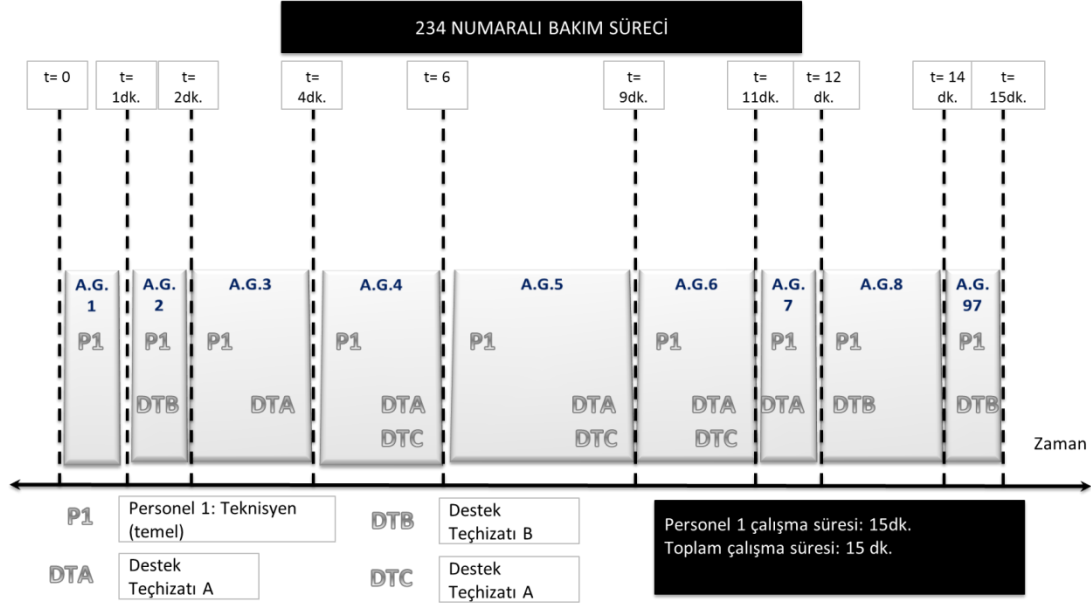 234 NUMARALI BAKIM SÜRECİ
t= 0
t=
1dk.
t=
2dk.
t=
4dk.
t= 6
t=
9dk.
t=
11dk.
t= 12
dk.
t= 14
dk.
t=
15dk.
A.G.
1
P1
A.G.
2
P1
DTB
A.G.3
P1
DTA
A.G.4
P1
DTA
DTC
A.G.5
P1
DTA
DTC
A.G.6
P1
DTA
DTC
A.G.
7
P1
DTA
A.G.8
P1
DTB
A.G.
97
P1
DTB
Zaman
P1
Personel 1: Teknisyen
(temel)
DTA
Destek
Teçhizatı A
DTB
Destek
Teçhizatı B
DTC
Destek
Teçhizatı A
Personel 1 çalışma süresi: 15dk.
Toplam çalışma süresi: 15 dk.